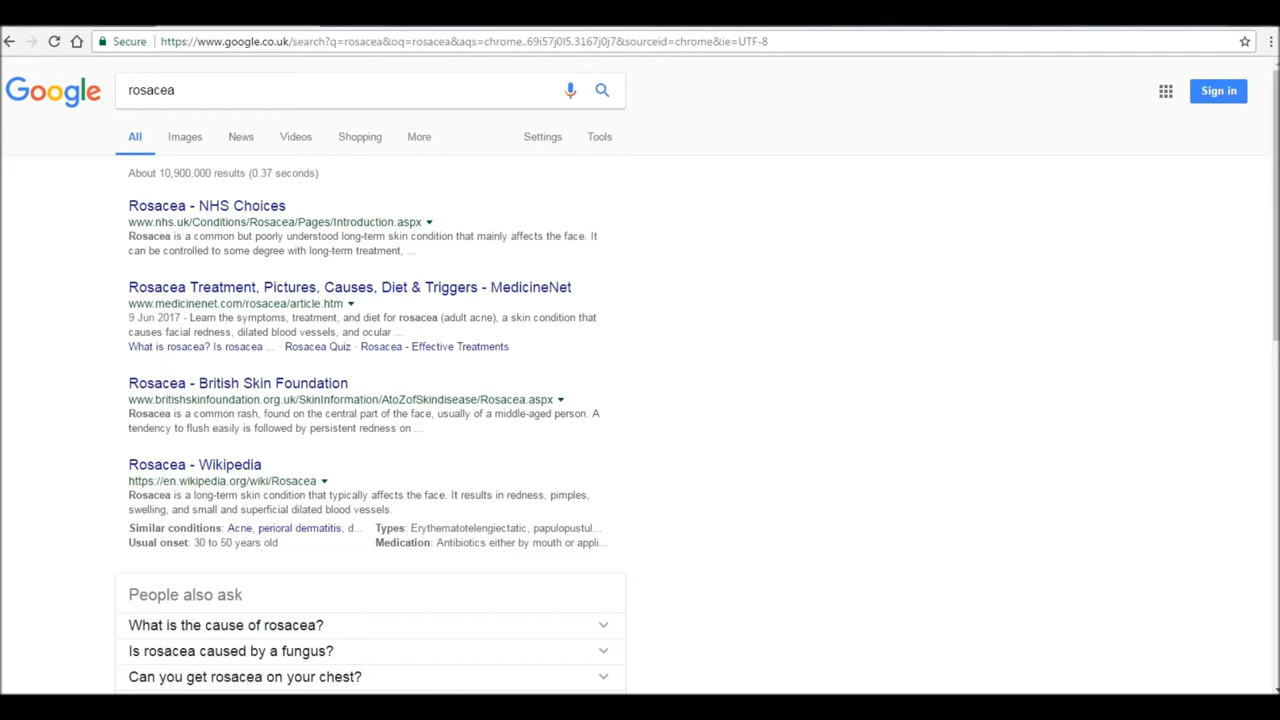 Secure https://www.google.co.uk/search?q=rosacea&oq=rosacea&aqs=chrome..69i57j0l5.3167j0j7&sourceid=chrome&ie=UTF-8
Google rosacea Sign in
All Images News Videos Shopping More Settings Tools
About 10,900,000 results (0.37 seconds)
Rosacea - NHS Choices
www.nhs.uk/Conditions/Rosacea/Pages/Introduction.aspx
Rosacea is a common but poorly understood long-term skin condition that mainly affects the face. It
can be controlled to some degree with long-term treatment, ...
Rosacea Treatment, Pictures, Causes, Diet & Triggers - MedicineNet
www.medicinenet.com/rosacea/article.htm
9 Jun 2017 - Learn the symptoms, treatment, and diet for rosacea (adult acne), a skin condition that
causes facial redness, dilated blood vessels, and ocular ...
What is rosacea? Is rosacea ... · Rosacea Quiz · Rosacea - Effective Treatments
Rosacea - British Skin Foundation
www.britishskinfoundation.org.uk/SkinInformation/AtoZofSkindisease/Rosacea.aspx
Rosacea is a common rash, found on the central part of the face, usually of a middle-aged person. A
tendency to flush easily is followed by persistent redness on ...
Rosacea - Wikipedia
https://en.wikipedia.org/wiki/Rosacea
Rosacea is a long-term skin condition that typically affects the face. It results in redness, pimples,
swelling, and small and superficial dilated blood vessels.
Similar conditions: Acne, perioral dermatitis, d... Types: Erythematotelengiectatic, papulopustul...
Usual onset: 30 to 50 years old Medication: Antibiotics either by mouth or appli...
People also ask
What is the cause of rosacea?
Is rosacea caused by a fungus?
Can you get rosacea on your chest?